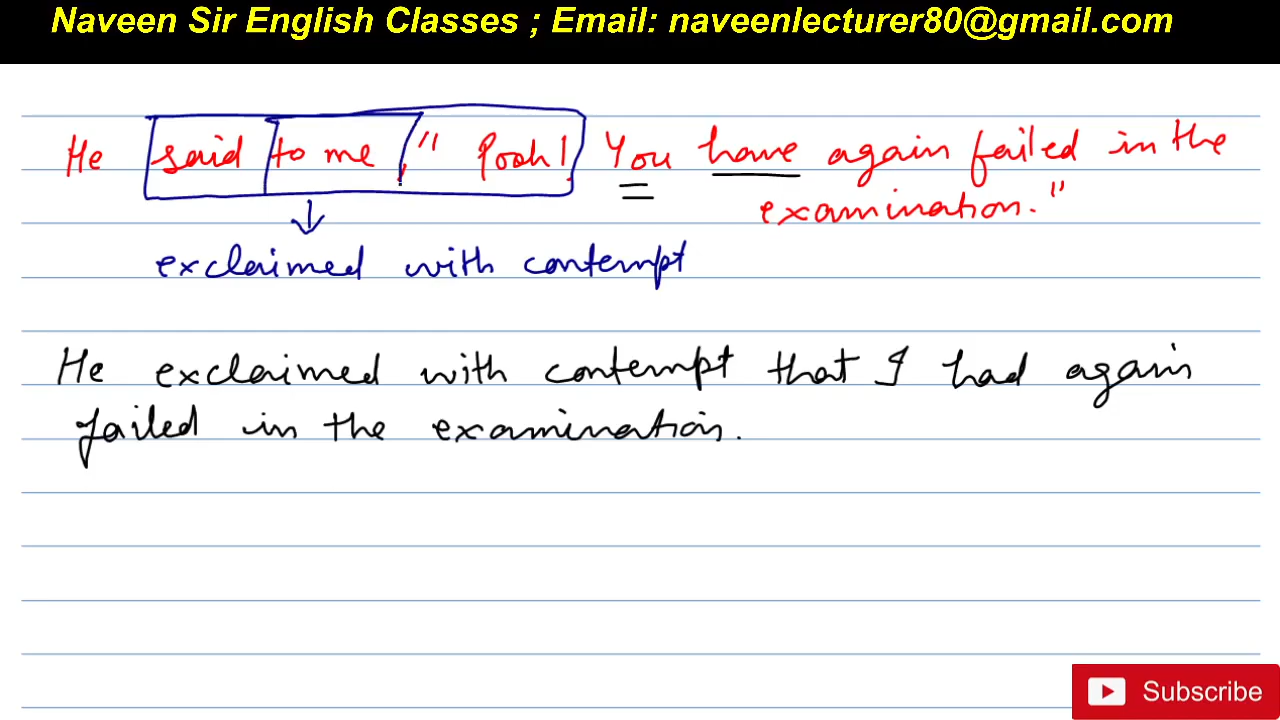 Naveen Sir English Classes ; Email: naveenlecturer80@gmail.com
He said to me, " Pooh! You have again failed in the
examination."
exclaimed with contempt
He exclaimed with contempt that I had again
failed in the examination.
Subscribe